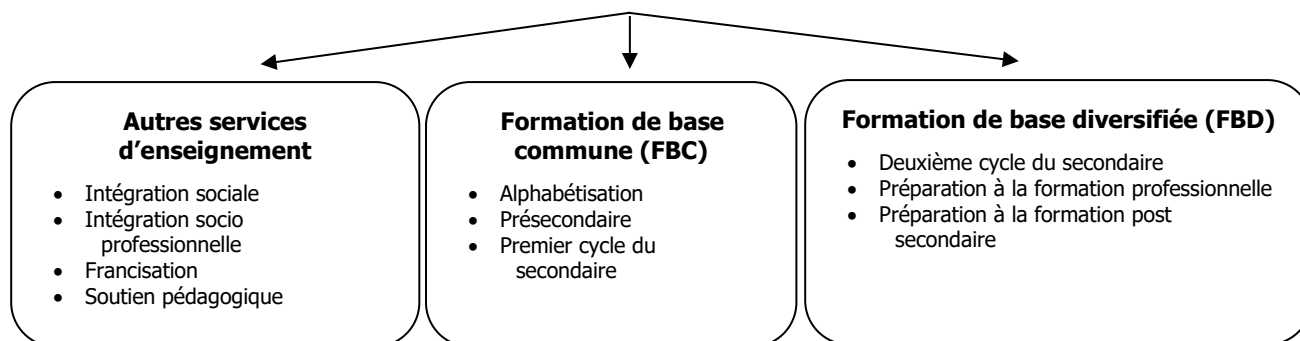 Autres services
d'enseignement
• Intégration sociale
• Intégration socio
professionnelle
• Francisation
• Soutien pédagogique
Formation de base
commune (FBC)
• Alphabétisation
• Présecondaire
• Premier cycle du
secondaire
Formation de base diversifiée (FBD)
• Deuxième cycle du secondaire
• Préparation à la formation professionnelle
• Préparation à la formation post
secondaire